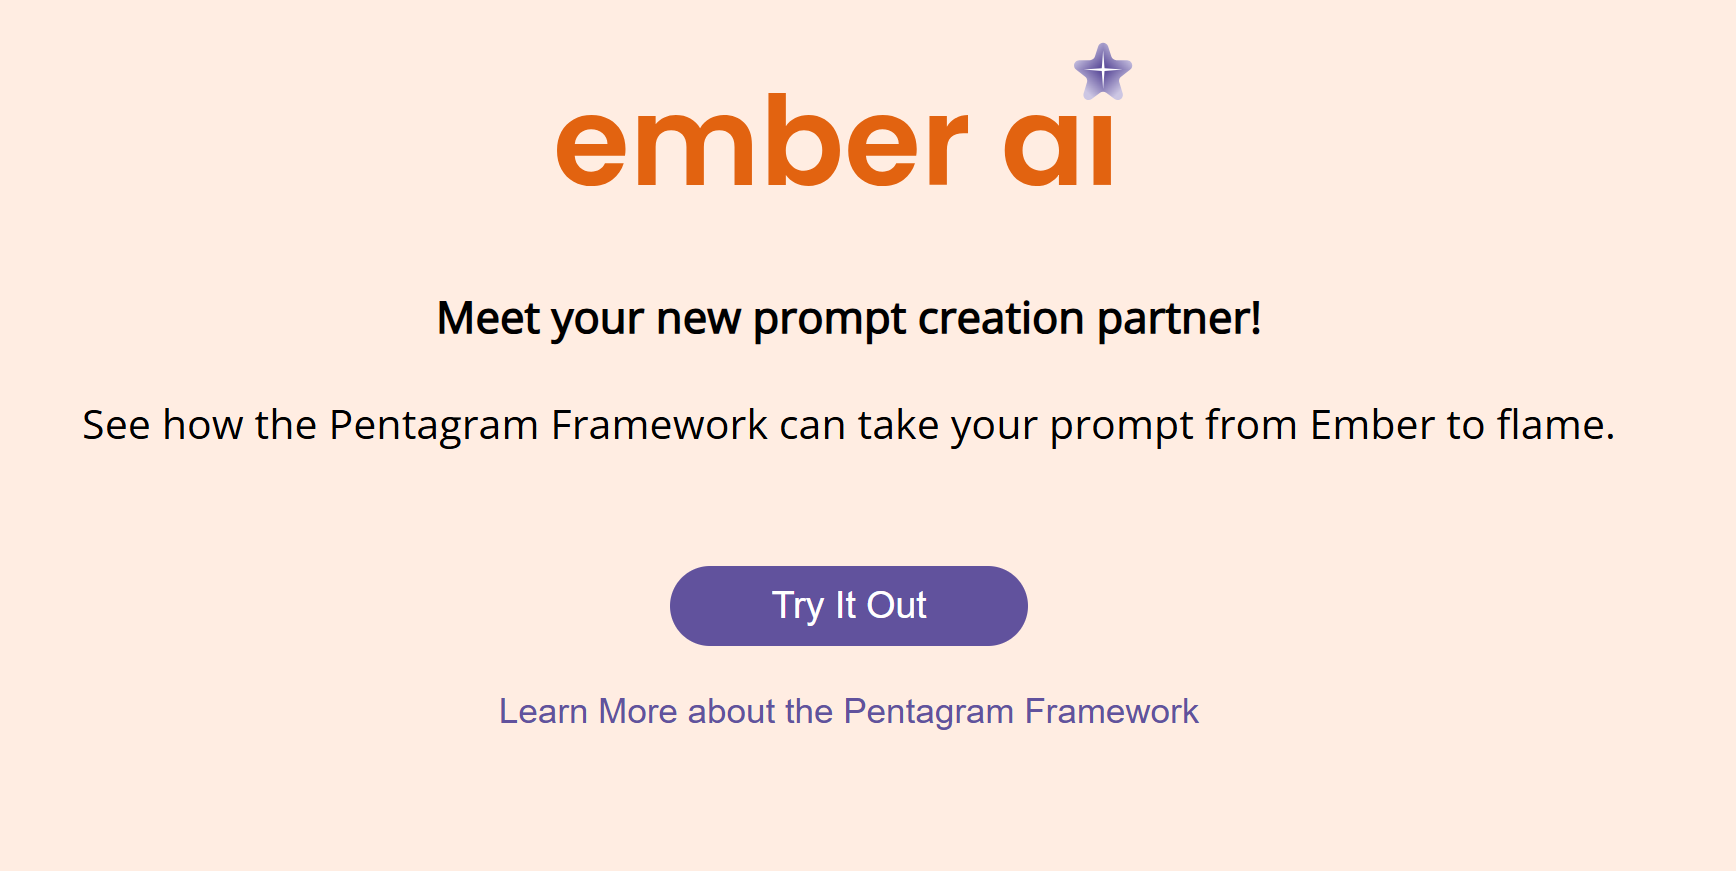 ember ai
Meet your new prompt creation partner!
See how the Pentagram Framework can take your prompt from Ember to flame.
Try It Out
Learn More about the Pentagram Framework